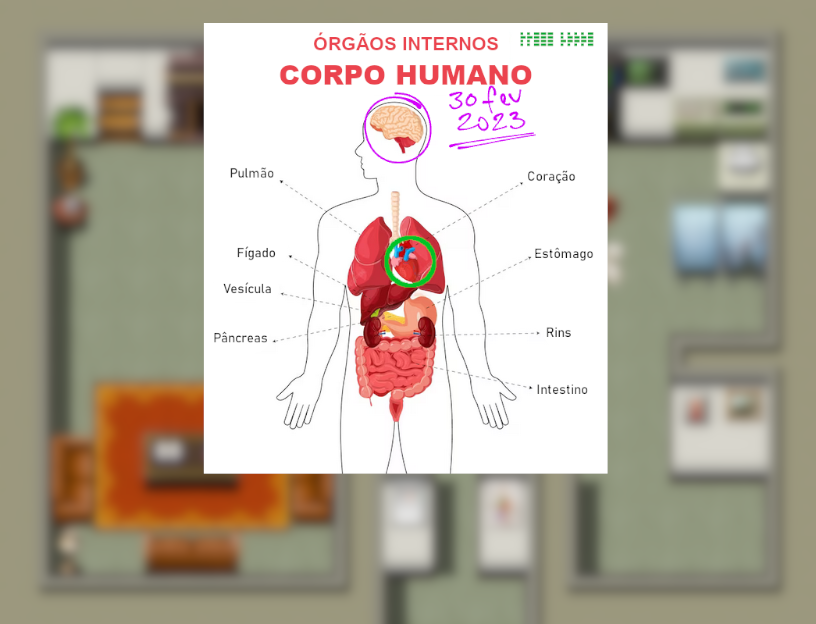 ÓRGÃOS INTERNOS
CORPO HUMANO
30 fev
2023
Pulmão
Coração
Fígado
Estômago
Vesícula
Pâncreas
Rins
Intestino